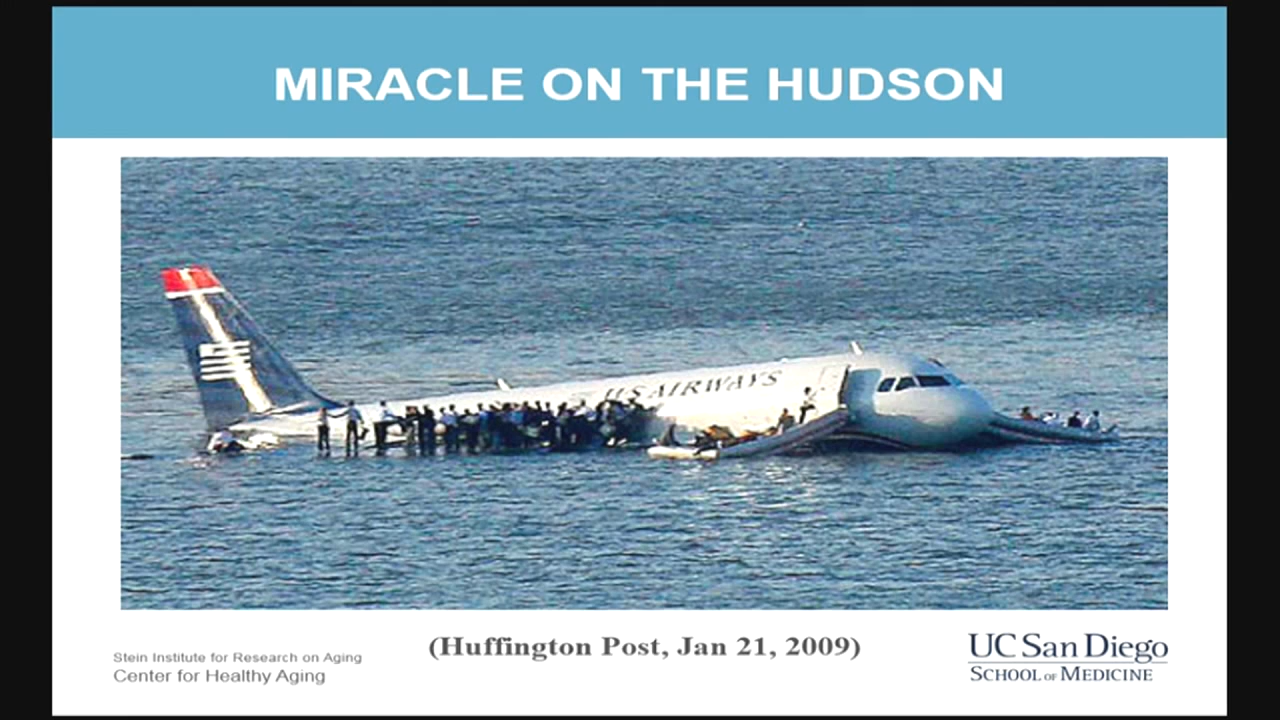 MIRACLE ON THE HUDSON
US AIRWAYS
(Huffington Post, Jan 21, 2009)
Stein Institute for Research on Aging
Center for Healthy Aging
UC San Diego
SCHOOL OF MEDICINE